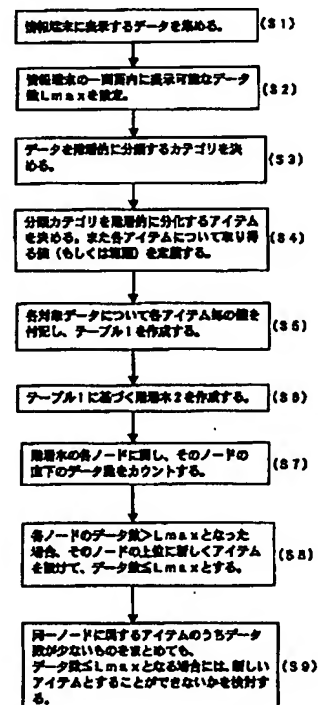 情報端末に表示するデータを集める。
(S1)
情報端末の一画面内に表示可能なデータ
数Lmaxを設定。
(S2)
データを階層的に分類するカテゴリを決
める。
(S3)
分類カテゴリを階層的に分化するアイテム
を決める。また各アイテムについて取り得
る値(もしくは範囲)を定義する。
(S4)
各対象データについて各アイテム毎の値を
付記し、テーブル1を作成する。
(S5)
テーブル1に基づく階層木2を作成する。
(S6)
階層木の各ノードに関し、そのノードの
直下のデータ数をカウントする。
(S7)
各ノードのデータ数>Lmaxとなった
場合、そのノードの上位に新しくアイテム
を設けて、データ数≦Lmaxとする。
(S8)
同一ノードに関するアイテムのうちデータ
数が少ないものをまとめても、
データ数≦Lmaxとなる場合には、新しい
アイテムとすることができないかを検討す
る。
(S9)